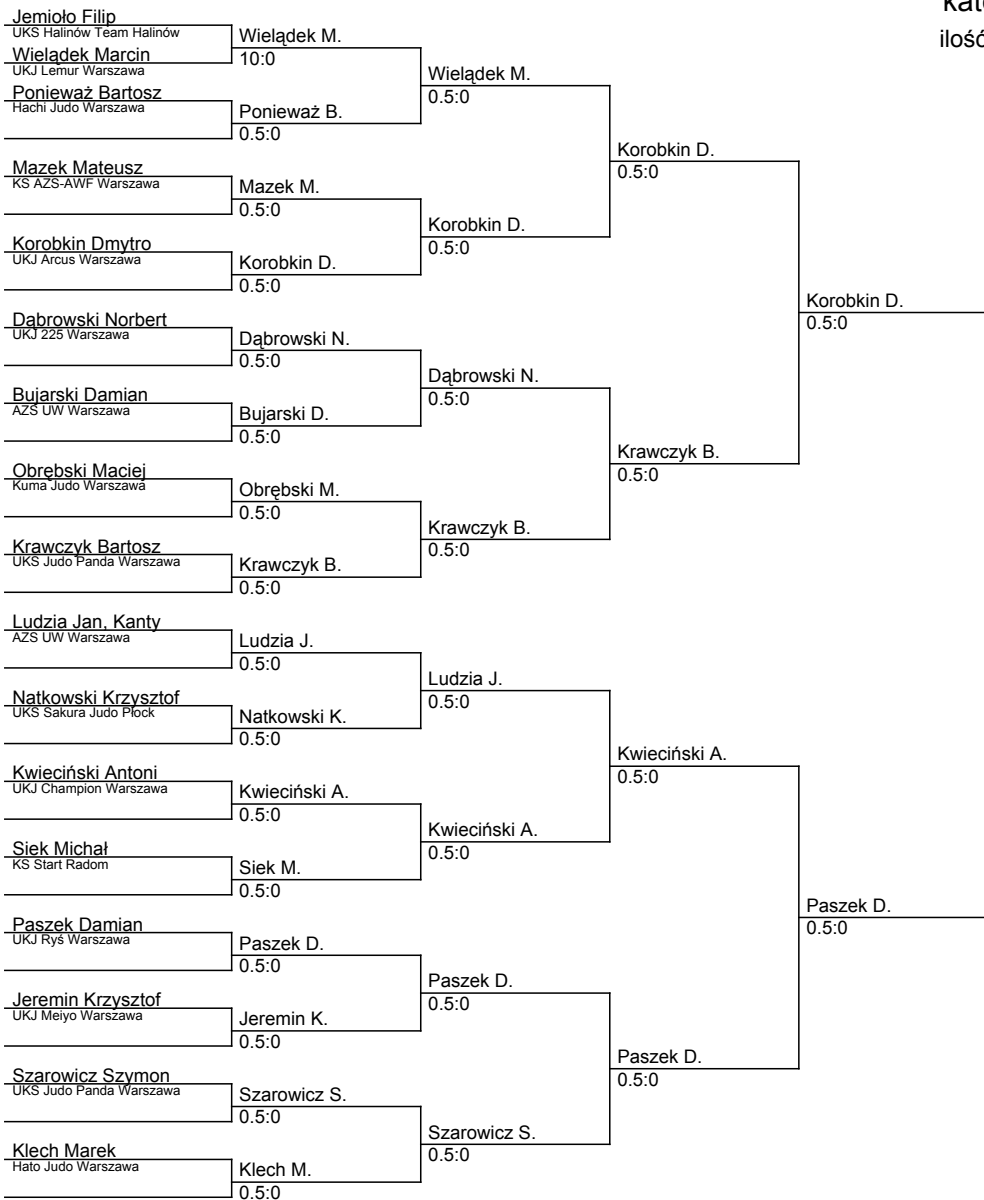 kate
ilość
Jemioło Filip
UKS Halinów Team Halinów
Wielądek Marcin
UKJ Lemur Warszawa
Ponieważ Bartosz
Hachi Judo Warszawa
Mazek Mateusz
KS AZS-AWF Warszawa
Korobkin Dmytro
UKJ Arcus Warszawa
Dąbrowski Norbert
UKJ 225 Warszawa
Bujarski Damian
AZS UW Warszawa
Obrębski Maciej
Kuma Judo Warszawa
Krawczyk Bartosz
UKS Judo Panda Warszawa
Ludzia Jan, Kanty
AZS UW Warszawa
Natkowski Krzysztof
UKS Sakura Judo Płock
Kwieciński Antoni
UKJ Champion Warszawa
Siek Michał
KS Start Radom
Paszek Damian
UKJ Ryś Warszawa
Jeremin Krzysztof
UKJ Meiyo Warszawa
Szarowicz Szymon
UKS Judo Panda Warszawa
Klech Marek
Hato Judo Warszawa
Wielądek M.
10:0
Ponieważ B.
0.5:0
Mazek M.
0.5:0
Korobkin D.
0.5:0
Dąbrowski N.
0.5:0
Bujarski D.
0.5:0
Obrębski M.
0.5:0
Krawczyk B.
0.5:0
Ludzia J.
0.5:0
Natkowski K.
0.5:0
Kwieciński A.
0.5:0
Siek M.
0.5:0
Paszek D.
0.5:0
Jeremin K.
0.5:0
Szarowicz S.
0.5:0
Klech M.
0.5:0
Wielądek M.
0.5:0
Korobkin D.
0.5:0
Dąbrowski N.
0.5:0
Krawczyk B.
0.5:0
Ludzia J.
0.5:0
Kwieciński A.
0.5:0
Paszek D.
0.5:0
Szarowicz S.
0.5:0
Korobkin D.
0.5:0
Krawczyk B.
0.5:0
Kwieciński A.
0.5:0
Paszek D.
0.5:0
Korobkin D.
0.5:0
Paszek D.
0.5:0